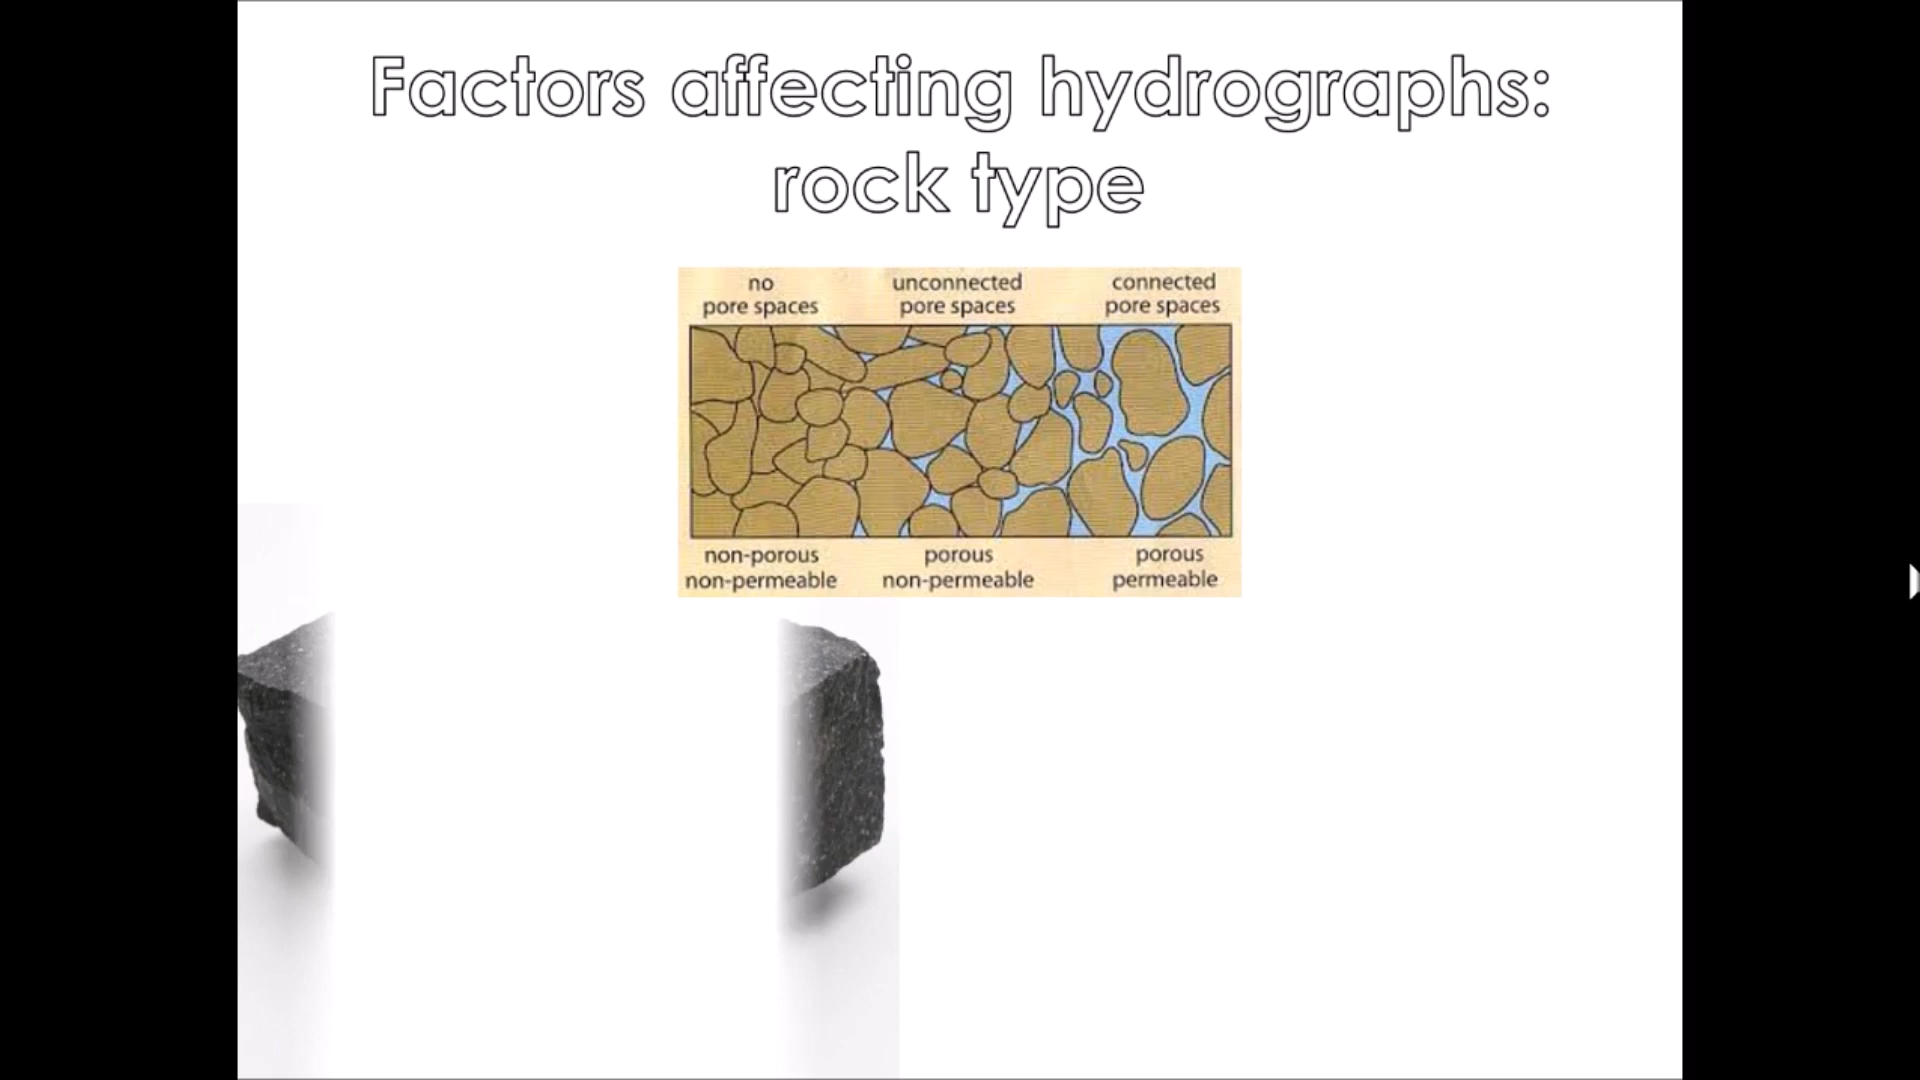 Factors affecting hydrographs:
rock type
no
pore spaces
unconnected
pore spaces
connected
pore spaces
non-porous
non-permeable
porous
non-permeable
porous
permeable